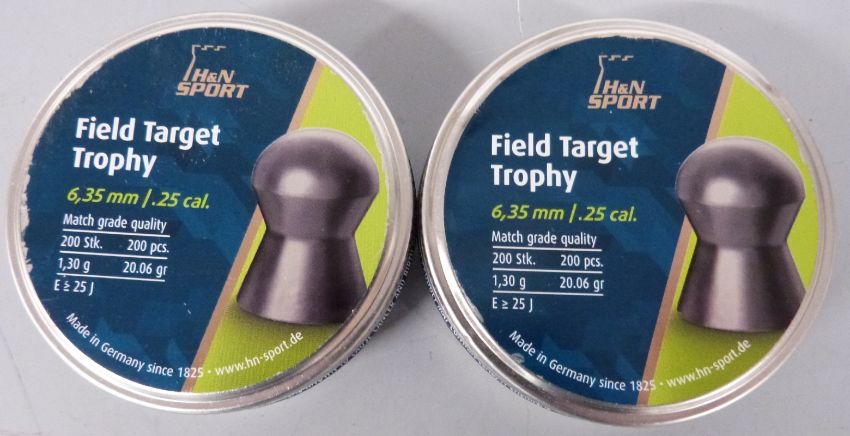 H&N
SPORT
Field Target
Trophy
6,35 mm / .25 cal.
Match grade quality
200 Stk. 200 pcs.
1,30 g 20.06 gr
E ≥ 25 J
Made in Germany since 1825 • www.hn-sport.de
H&N
SPORT
Field Target
Trophy
6,35 mm / .25 cal.
Match grade quality
200 Stk. 200 pcs.
1,30 g 20.06 gr
E ≥ 25 J
Made in Germany since 1825 • www.hn-sport.de